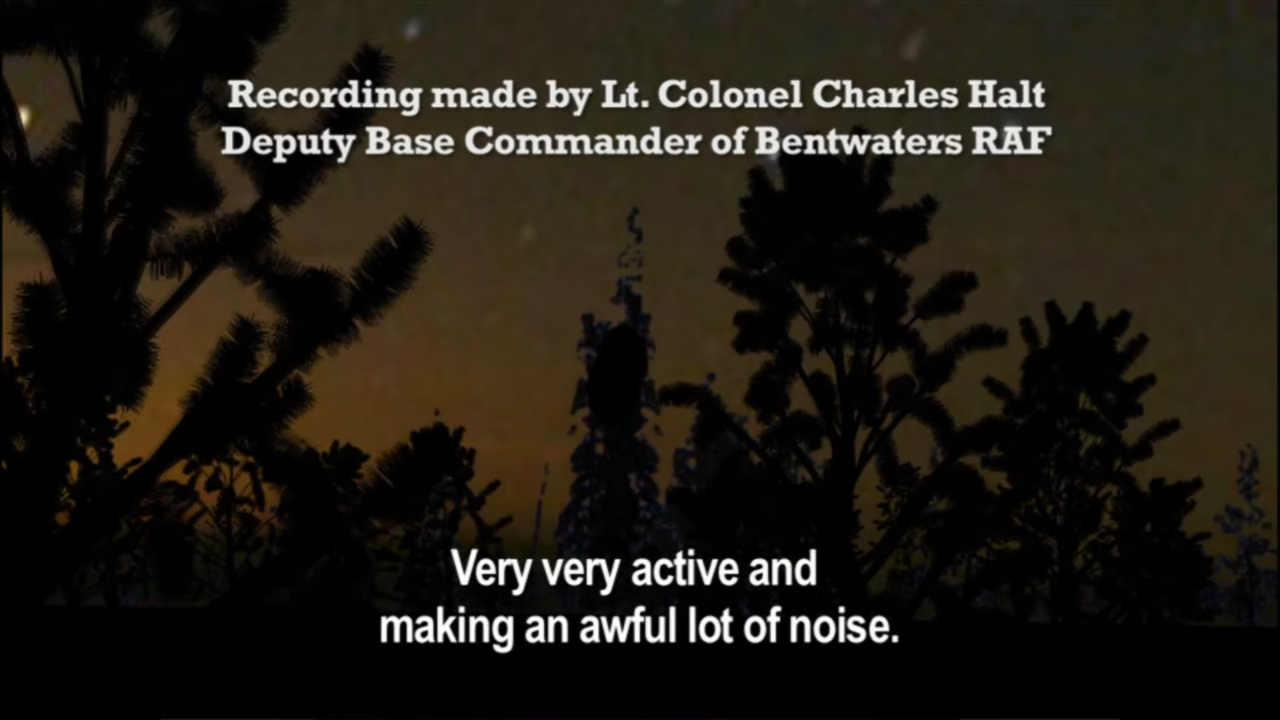 Recording made by Lt. Colonel Charles Halt
Deputy Base Commander of Bentwaters RAF
Very very active and
making an awful lot of noise.